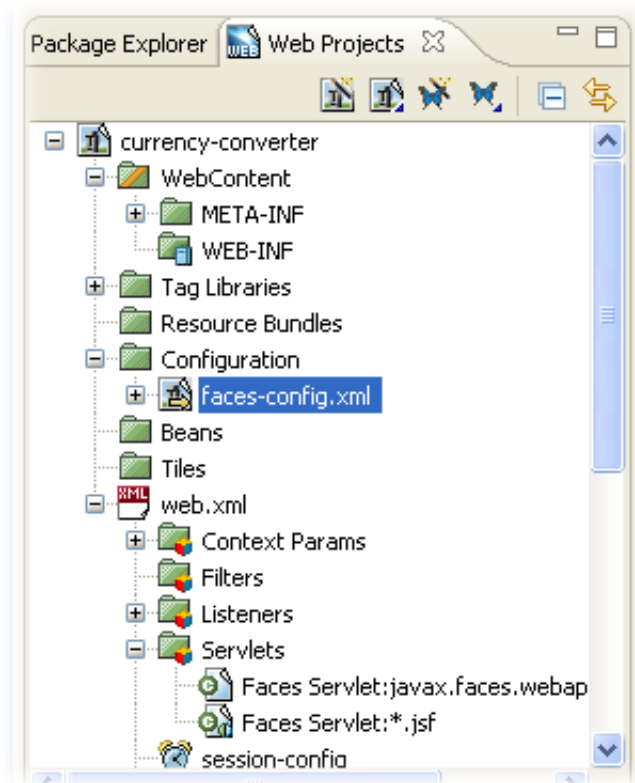 Package Explorer WEB Web Projects
currency-converter
WebContent
META-INF
WEB-INF
Tag Libraries
Resource Bundles
Configuration
faces-config.xml
Beans
Tiles
XML web.xml
Context Params
Filters
Listeners
Servlets
Faces Servlet:javax.faces.webap
Faces Servlet:*.jsf
session-config